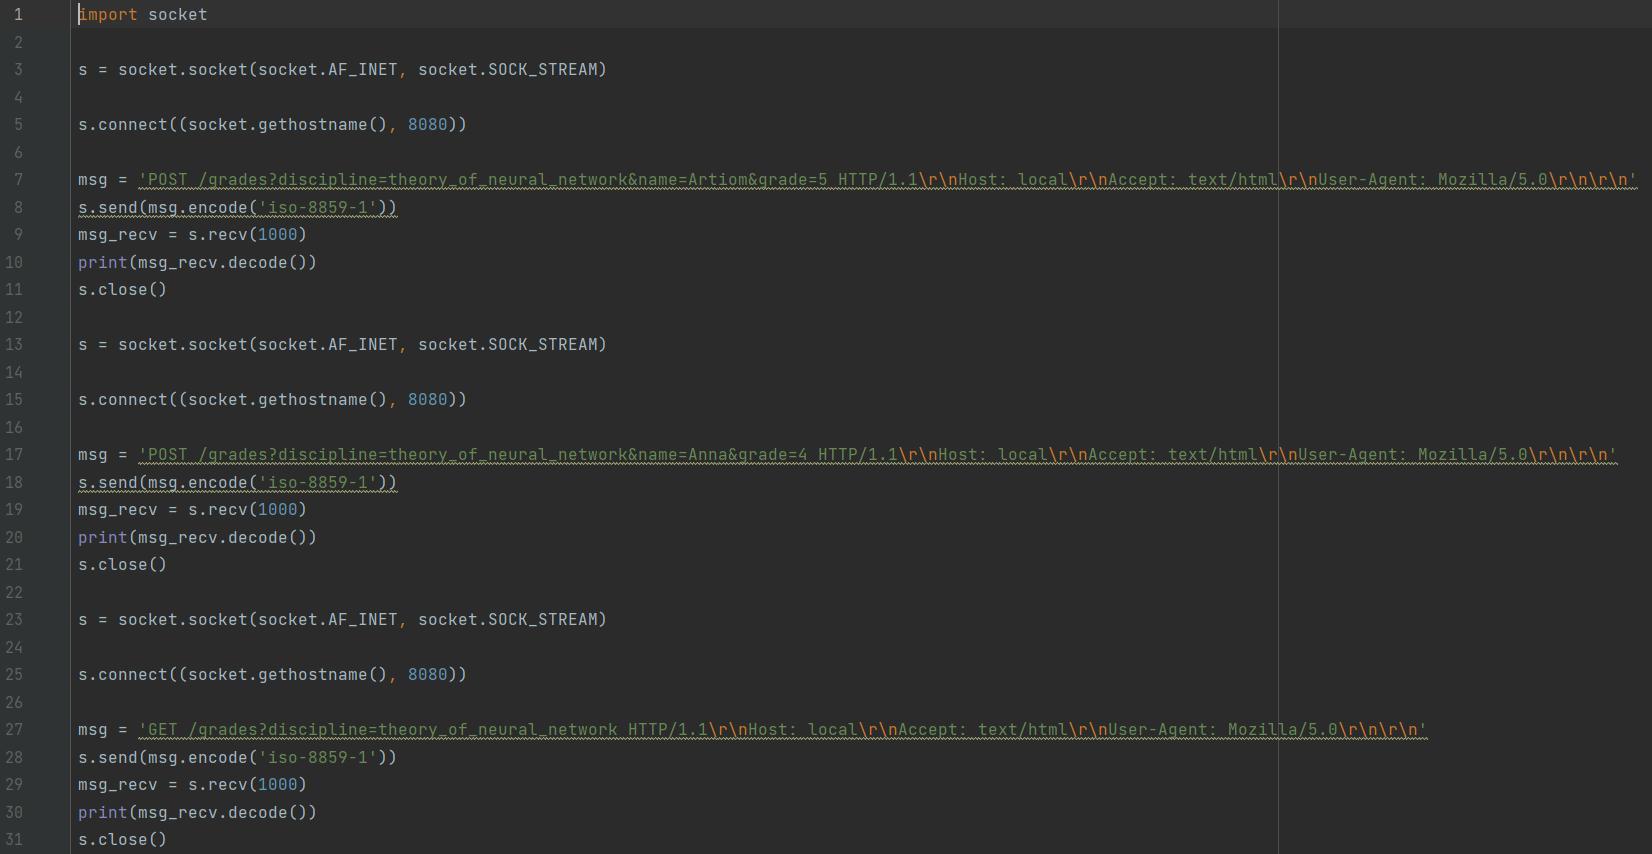 1 import socket
2
3 s = socket.socket(socket.AF_INET, socket.SOCK_STREAM)
4
5 s.connect((socket.gethostname(), 8080))
6
7 msg = 'POST /grades?discipline=theory_of_neural_network&name=Artiom&grade=5 HTTP/1.1\r\nHost: local\r\nAccept: text/html\r\nUser-Agent: Mozilla/5.0\r\n\r\n'
8 s.send(msg.encode('iso-8859-1'))
9 msg_recv = s.recv(1000)
10 print(msg_recv.decode())
11 s.close()
12
13 s = socket.socket(socket.AF_INET, socket.SOCK_STREAM)
14
15 s.connect((socket.gethostname(), 8080))
16
17 msg = 'POST /grades?discipline=theory_of_neural_network&name=Anna&grade=4 HTTP/1.1\r\nHost: local\r\nAccept: text/html\r\nUser-Agent: Mozilla/5.0\r\n\r\n'
18 s.send(msg.encode('iso-8859-1'))
19 msg_recv = s.recv(1000)
20 print(msg_recv.decode())
21 s.close()
22
23 s = socket.socket(socket.AF_INET, socket.SOCK_STREAM)
24
25 s.connect((socket.gethostname(), 8080))
26
27 msg = 'GET /grades?discipline=theory_of_neural_network HTTP/1.1\r\nHost: local\r\nAccept: text/html\r\nUser-Agent: Mozilla/5.0\r\n\r\n'
28 s.send(msg.encode('iso-8859-1'))
29 msg_recv = s.recv(1000)
30 print(msg_recv.decode())
31 s.close()